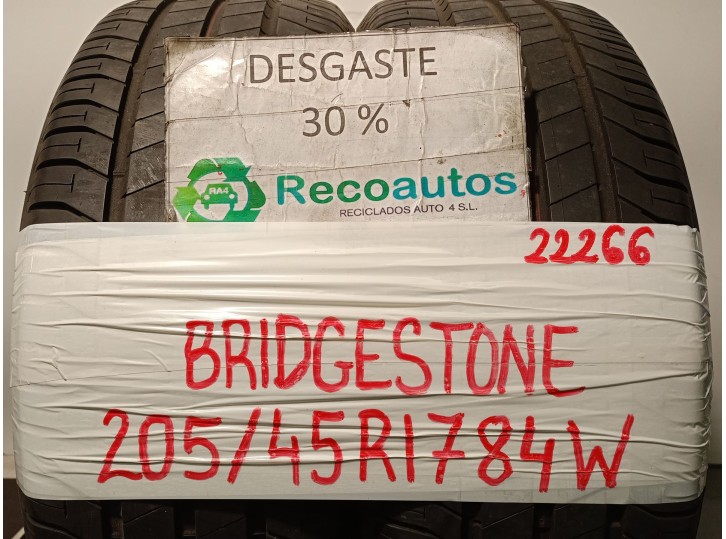 DESGASTE
30 %
RA4
Recoautos
RECICLADOS AUTO 4 S.L.
22266
BRIDGESTONE
205/45R1784W